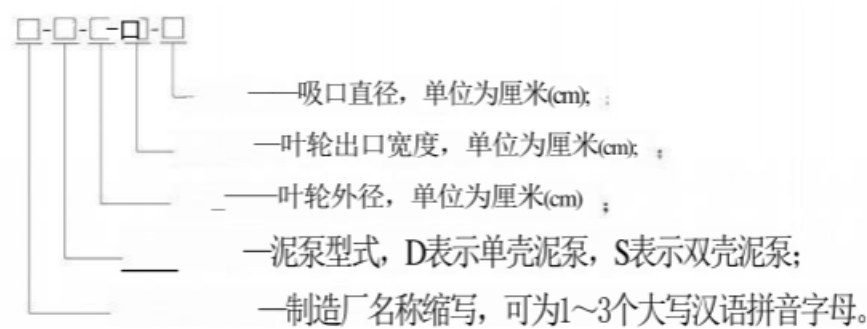 □-□-□-□-□
——吸口直径，单位为厘米(cm);
—叶轮出口宽度，单位为厘米(cm);
——叶轮外径，单位为厘米(cm);
—泥泵型式，D表示单壳泥泵，S表示双壳泥泵;
—制造厂名称缩写，可为1～3个大写汉语拼音字母。